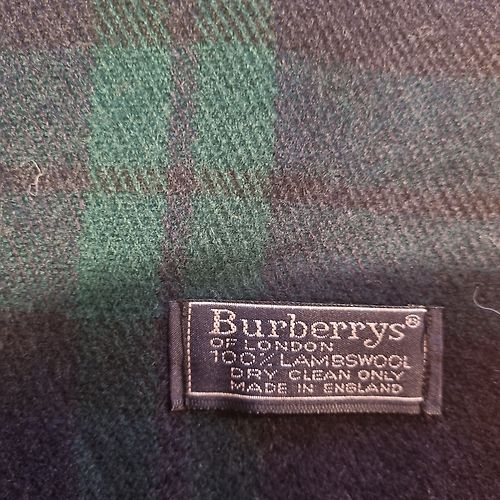 Burberrys®
OF LONDON
100% LAMBSWOOL
DRY CLEAN ONLY
MADE IN ENGLAND